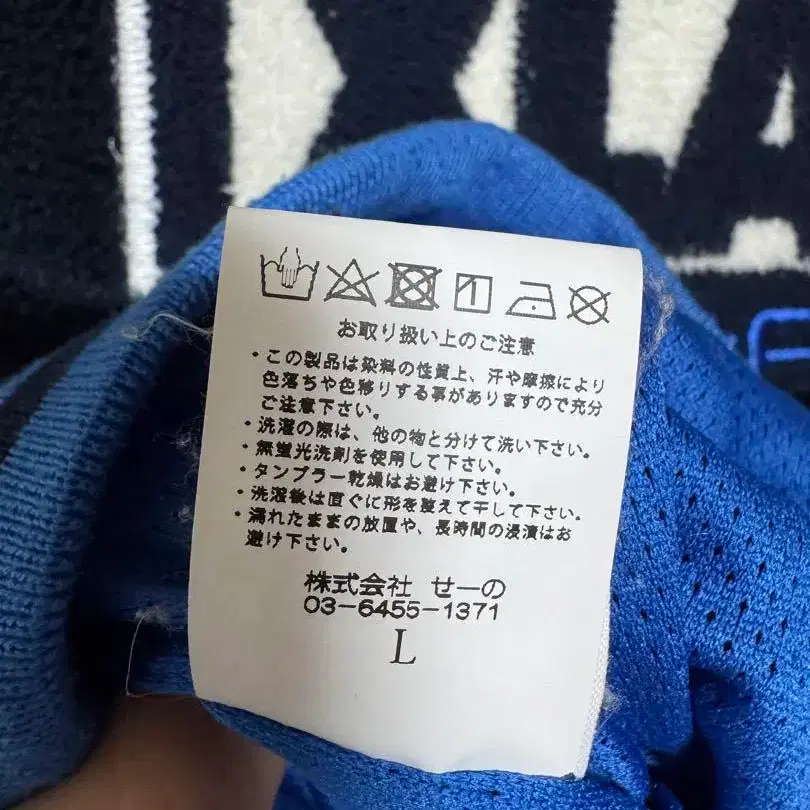 お取り扱い上のご注意
・この製品は染料の性質上、汗や摩擦により
色落ちや色移りする事がありますので充分
ご注意下さい。
・洗濯の際は、他の物と分けて洗い下さい。
・無蛍光洗剤を使用して下さい。
・タンブラー乾燥はお避け下さい。
・洗濯後は直ぐに形を整えて干して下さい。
・濡れたままの放置や、長時間の浸漬はお
避け下さい。
株式会社 せーの
03-6455-1371
L